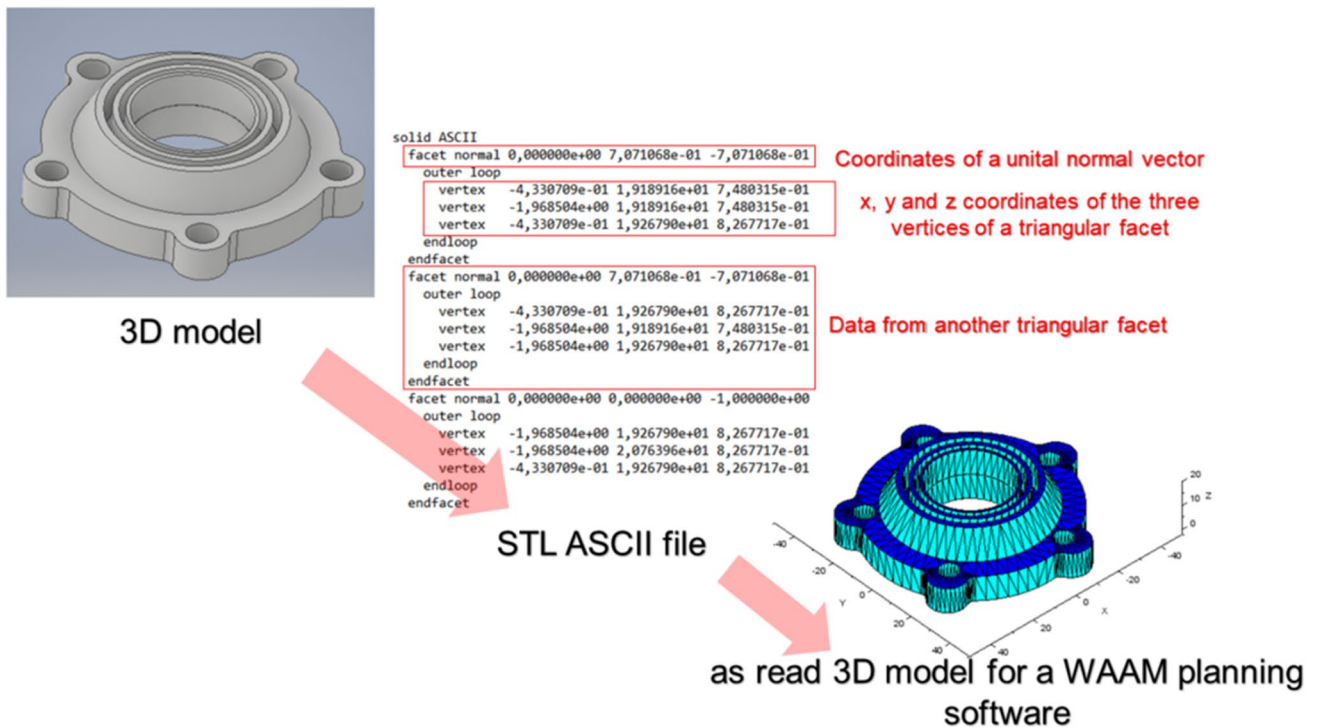 3D model
solid ASCII
facet normal 0,000000e+00 7,071068e-01 -7,071068e-01
outer loop
vertex -4,330709e-01 1,918916e+01 7,480315e-01
vertex -1,968504e+00 1,918916e+01 7,480315e-01
vertex -4,330709e-01 1,926790e+01 8,267717e-01
endloop
endfacet
facet normal 0,000000e+00 7,071068e-01 -7,071068e-01
outer loop
vertex -4,330709e-01 1,926790e+01 8,267717e-01
vertex -1,968504e+00 1,918916e+01 7,480315e-01
vertex -1,968504e+00 1,926790e+01 8,267717e-01
endloop
endfacet
facet normal 0,000000e+00 0,000000e+00 -1,000000e+00
outer loop
vertex -1,968504e+00 1,926790e+01 8,267717e-01
vertex -1,968504e+00 2,076396e+01 8,267717e-01
vertex -4,330709e-01 1,926790e+01 8,267717e-01
endloop
endfacet
Coordinates of a unital normal vector
x, y and z coordinates of the three
vertices of a triangular facet
Data from another triangular facet
STL ASCII file
20
10
0
Z
-40
-20
0
20
40
Y
-40
-20
0
20
40
X
as read 3D model for a WAAM planning
software